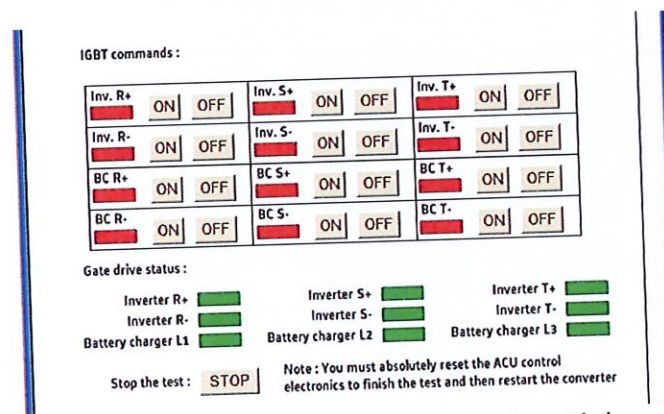 IGBT commands :
Inv. R+ ON OFF Inv. S+ ON OFF Inv. T+ ON OFF
Inv. R- ON OFF Inv. S- ON OFF Inv. T- ON OFF
BC R+ ON OFF BC S+ ON OFF BC T+ ON OFF
BC R- ON OFF BC S- ON OFF BC T- ON OFF
Gate drive status :
Inverter R+ Inverter S+ Inverter T+
Inverter R- Inverter S- Inverter T-
Battery charger L1 Battery charger L2 Battery charger L3
Stop the test : STOP Note : You must absolutely reset the ACU control
electronics to finish the test and then restart the converter